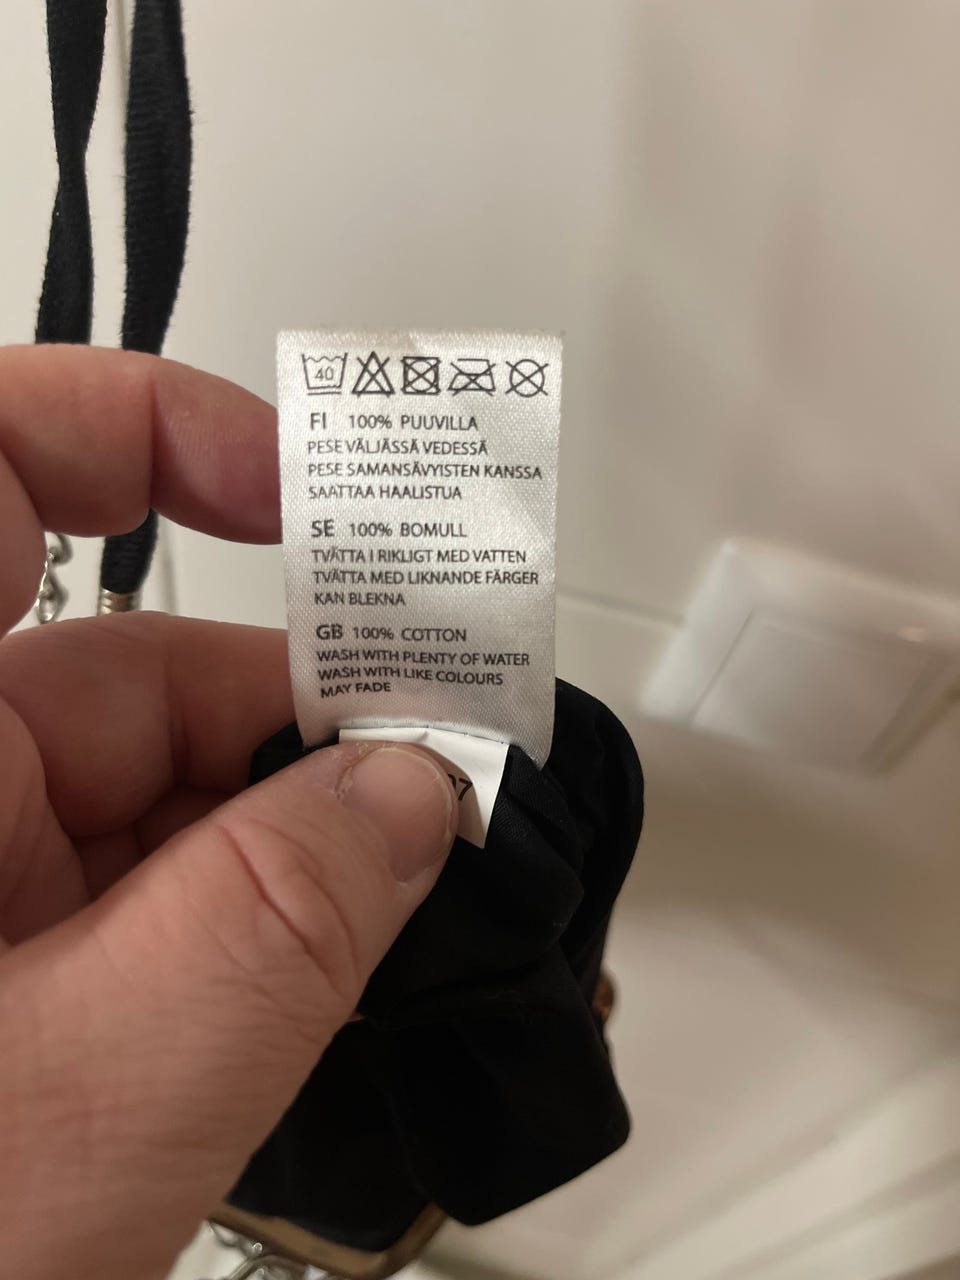 40
FI 100% PUUVILLA
PESE VÄLJÄSSÄ VEDESSÄ
PESE SAMANSÄVYISTEN KANSSA
SAATTAA HAALISTUA
SE 100% BOMULL
TVÄTTA I RIKLIGT MED VATTEN
TVÄTTA MED LIKNANDE FÄRGER
KAN BLEKNA
GB 100% COTTON
WASH WITH PLENTY OF WATER
WASH WITH LIKE COLOURS
MAY FADE